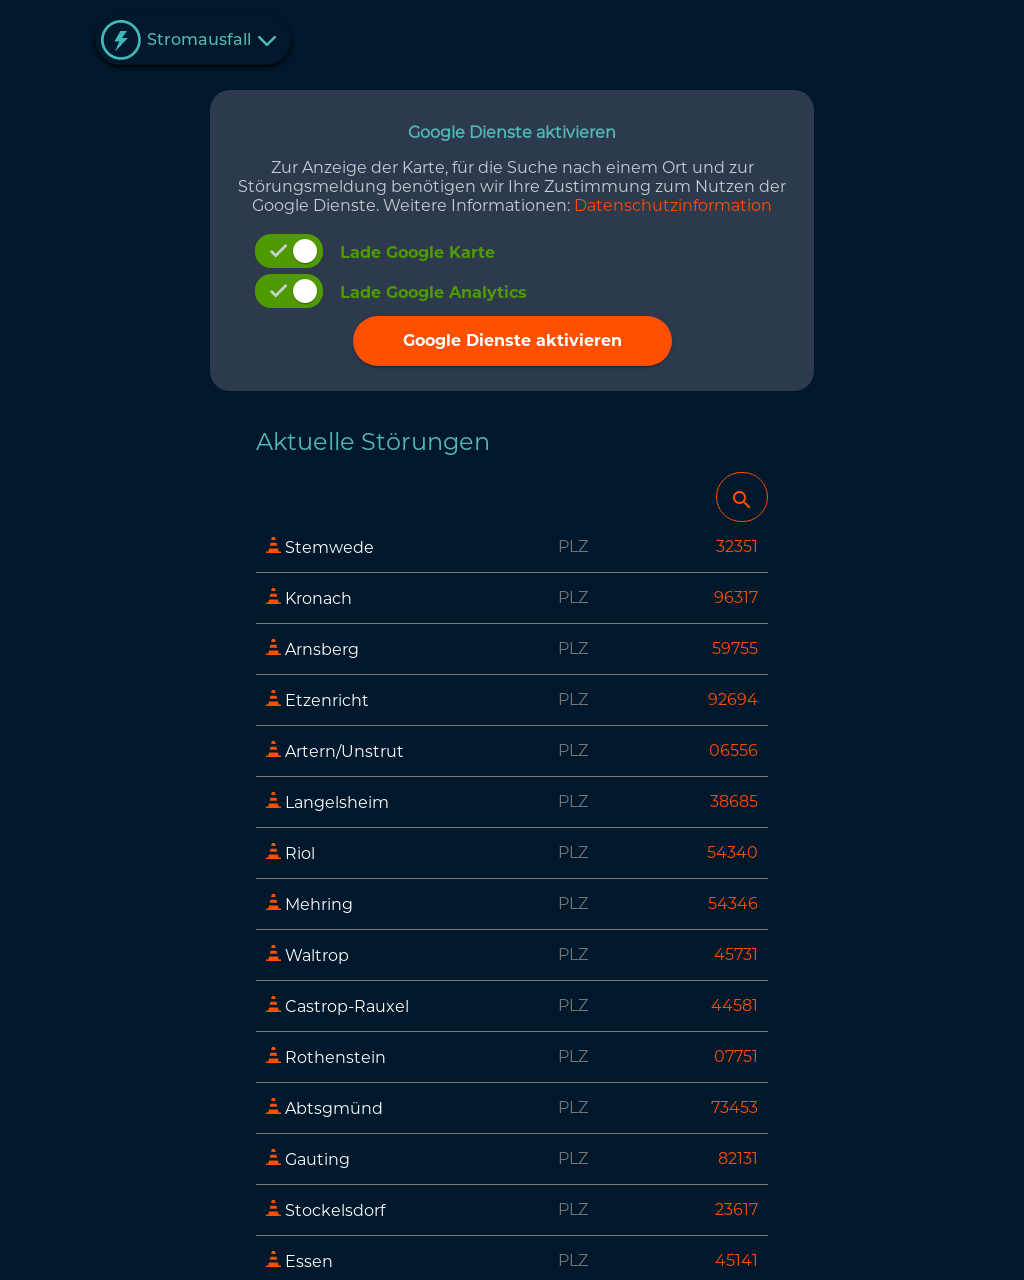 Stromausfall
Google Dienste aktivieren
Zur Anzeige der Karte, für die Suche nach einem Ort und zur
Störungsmeldung benötigen wir Ihre Zustimmung zum Nutzen der
Google Dienste. Weitere Informationen: Datenschutzinformation
Lade Google Karte
Lade Google Analytics
Google Dienste aktivieren
Aktuelle Störungen
Stemwede PLZ 32351
Kronach PLZ 96317
Arnsberg PLZ 59755
Etzenricht PLZ 92694
Artern/Unstrut PLZ 06556
Langelsheim PLZ 38685
Riol PLZ 54340
Mehring PLZ 54346
Waltrop PLZ 45731
Castrop-Rauxel PLZ 44581
Rothenstein PLZ 07751
Abtsgmünd PLZ 73453
Gauting PLZ 82131
Stockelsdorf PLZ 23617
Essen PLZ 45141